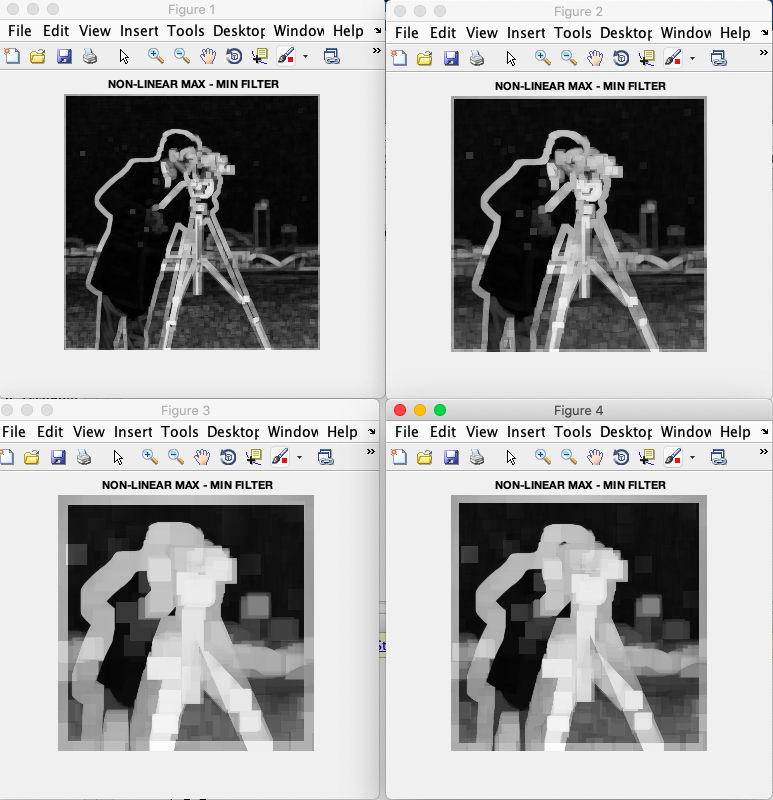 Figure 1
File Edit View Insert Tools Desktop Window Help
NON-LINEAR MAX - MIN FILTER
Figure 2
File Edit View Insert Tools Desktop Window Help
NON-LINEAR MAX - MIN FILTER
Figure 3
File Edit View Insert Tools Desktop Window Help
NON-LINEAR MAX - MIN FILTER
Figure 4
File Edit View Insert Tools Desktop Window Help
NON-LINEAR MAX - MIN FILTER